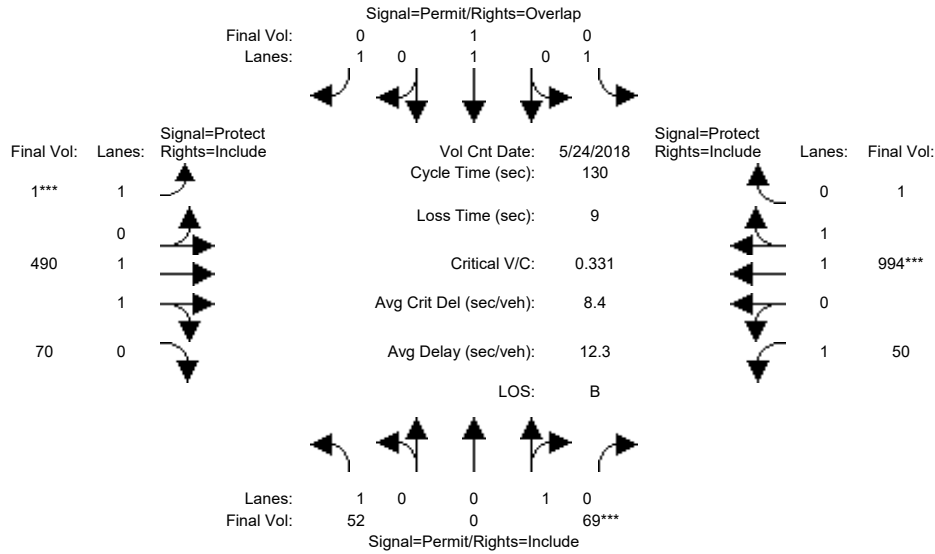 Signal=Permit/Rights=Overlap
Final Vol: 0 1 0
Lanes: 1 0 1 0 1
Signal=Protect
Final Vol: Lanes: Rights=Include
Vol Cnt Date: 5/24/2018
Signal=Protect
Rights=Include Lanes: Final Vol:
Cycle Time (sec): 130
1*** 1
0 1
Loss Time (sec): 9
0
1
490 1
Critical V/C: 0.331
1 994***
1
Avg Crit Del (sec/veh): 8.4
0
70 0
Avg Delay (sec/veh): 12.3
1 50
LOS: B
Lanes: 1 0 0 1 0
Final Vol: 52 0 69***
Signal=Permit/Rights=Include